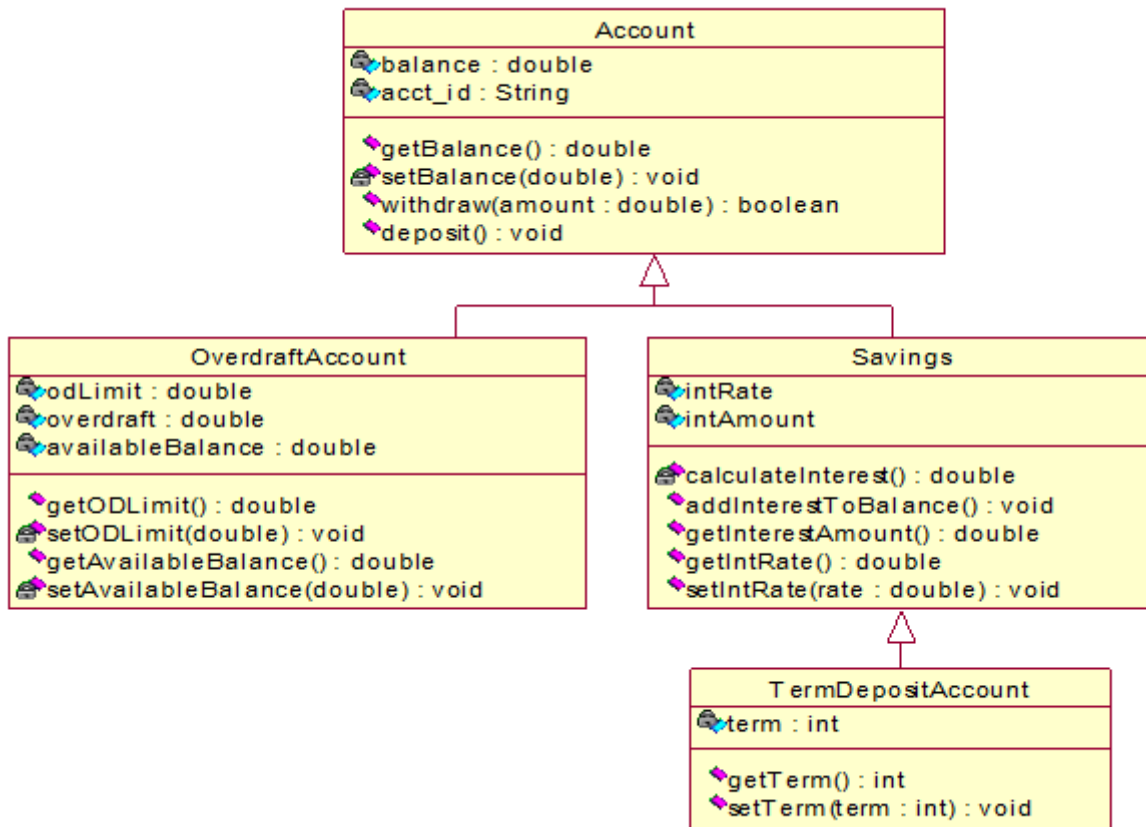 Account
balance : double
acct_id : String
getBalance() : double
setBalance(double) : void
withdraw(amount : double) : boolean
deposit() : void
OverdraftAccount
odLimit : double
overdraft : double
availableBalance : double
getODLimit() : double
setODLimit(double) : void
getAvailableBalance() : double
setAvailableBalance(double) : void
Savings
intRate
intAmount
calculateInterest() : double
addInterestToBalance() : void
getInterestAmount() : double
getIntRate() : double
setIntRate(rate : double) : void
TermDepositAccount
term : int
getTerm() : int
setTerm(term : int) : void